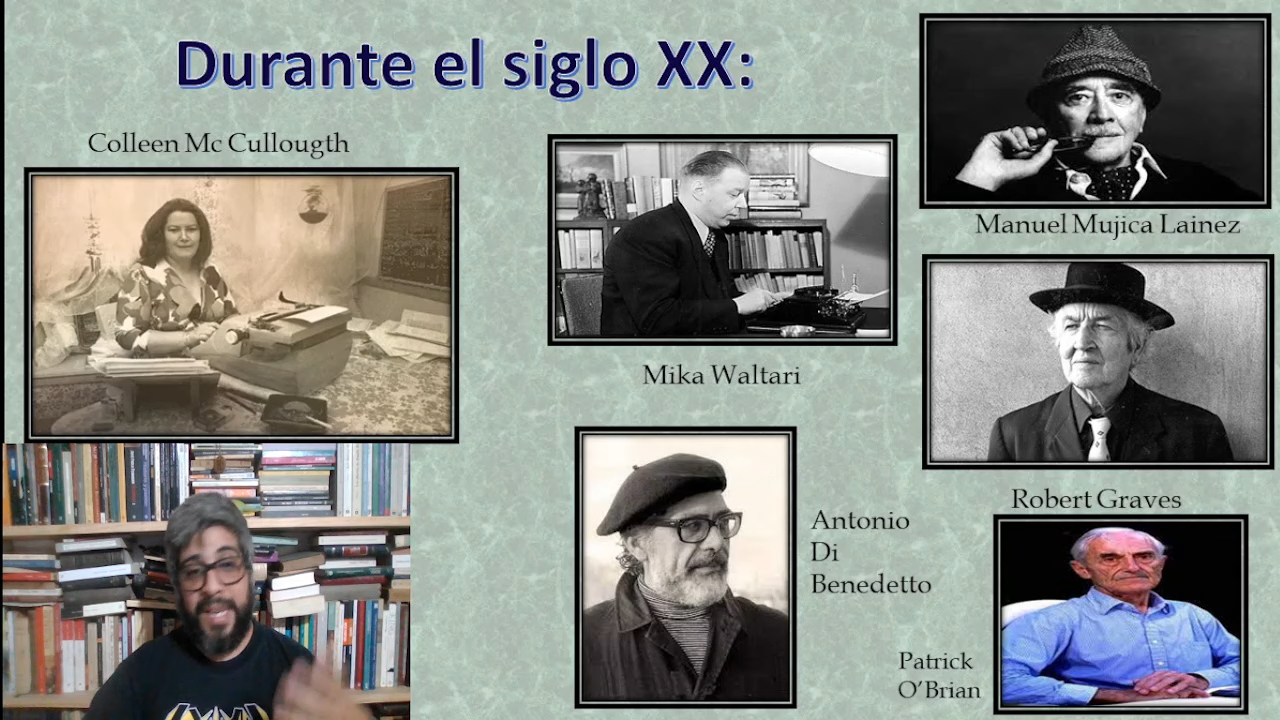 Durante el siglo XX:
Colleen Mc Cullougth
Manuel Mujica Lainez
Mika Waltari
Robert Graves
Antonio
Di
Benedetto
Patrick
O'Brian